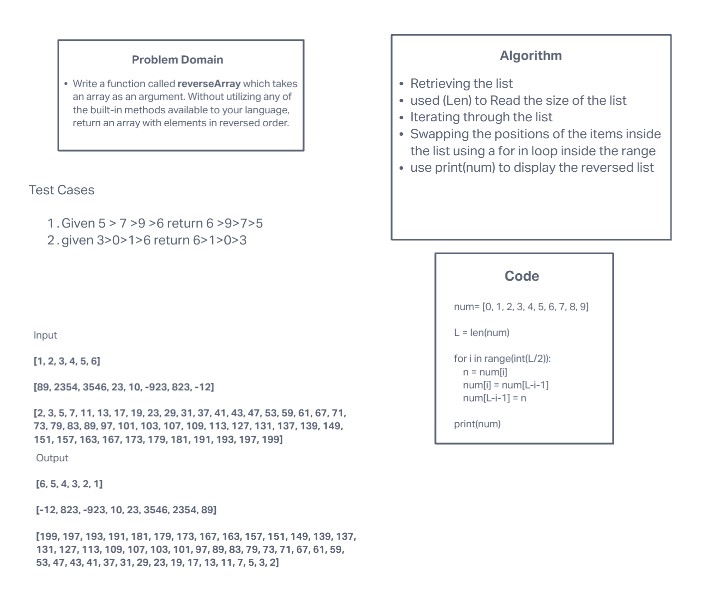 Problem Domain
• Write a function called reverseArray which takes
an array as an argument. Without utilizing any of
the built-in methods available to your language,
return an array with elements in reversed order.
Algorithm
• Retrieving the list
• used (Len) to Read the size of the list
• Iterating through the list
• Swapping the positions of the items inside
the list using a for in loop inside the range
• use print(num) to display the reversed list
Test Cases
1. Given 5 > 7 >9 >6 return 6 >9>7>5
2. given 3>0>1>6 return 6>1>0>3
Code
num= [0, 1, 2, 3, 4, 5, 6, 7, 8, 9]
L = len(num)
for i in range(int(L/2)):
n = num[i]
num[i] = num[L-i-1]
num[L-i-1] = n
print(num)
Input
[1, 2, 3, 4, 5, 6]
[89, 2354, 3546, 23, 10, -923, 823, -12]
[2, 3, 5, 7, 11, 13, 17, 19, 23, 29, 31, 37, 41, 43, 47, 53, 59, 61, 67, 71,
73, 79, 83, 89, 97, 101, 103, 107, 109, 113, 127, 131, 137, 139, 149,
151, 157, 163, 167, 173, 179, 181, 191, 193, 197, 199]
Output
[6, 5, 4, 3, 2, 1]
[-12, 823, -923, 10, 23, 3546, 2354, 89]
[199, 197, 193, 191, 181, 179, 173, 167, 163, 157, 151, 149, 139, 137,
131, 127, 113, 109, 107, 103, 101, 97, 89, 83, 79, 73, 71, 67, 61, 59,
53, 47, 43, 41, 37, 31, 29, 23, 19, 17, 13, 11, 7, 5, 3, 2]